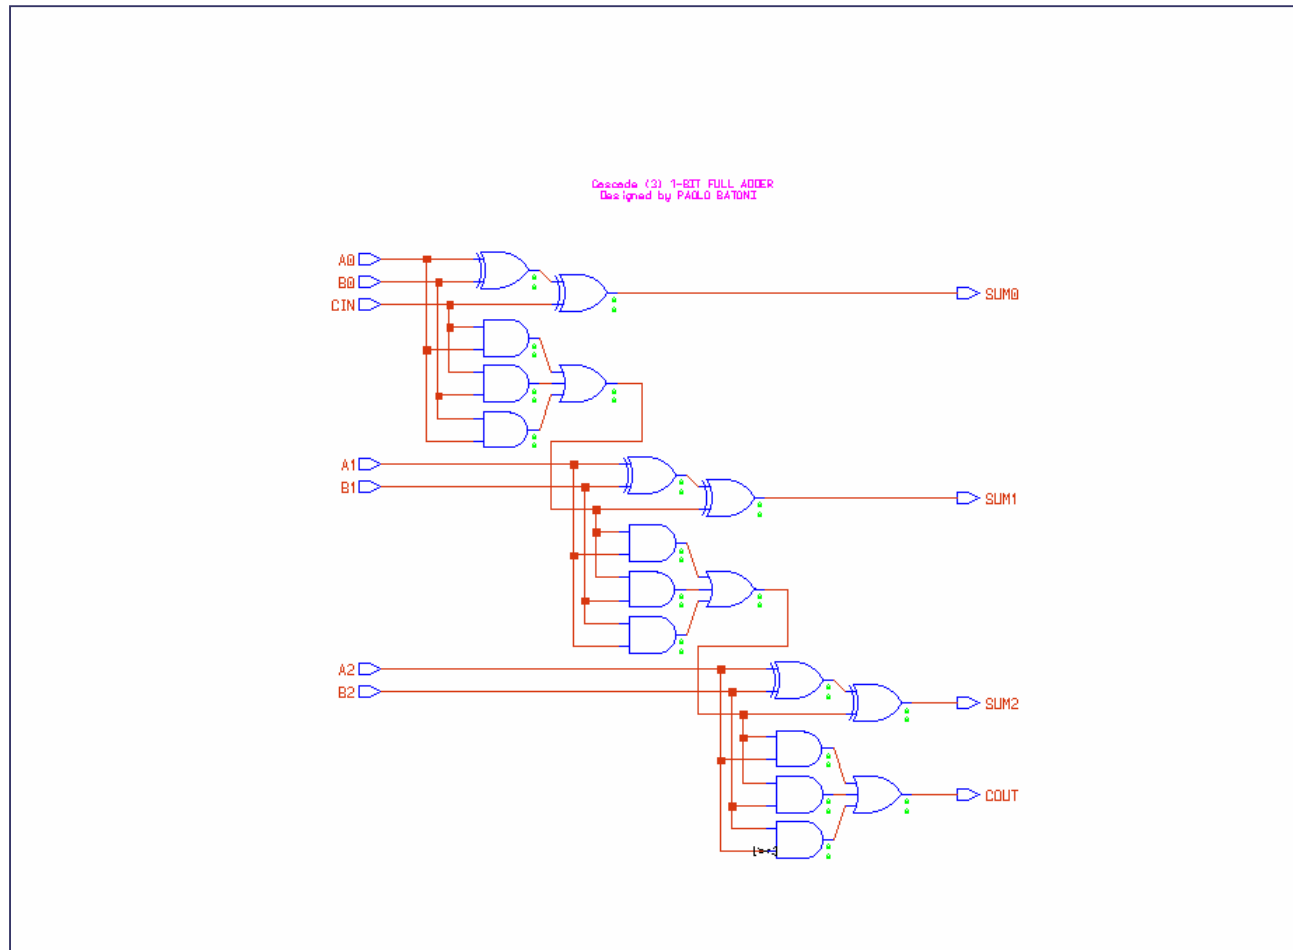 Cascade (3) 1-BIT FULL ADDER
Designed by PAOLO BATONI
A0
B0
CIN
SUM0
A1
B1
SUM1
A2
B2
SUM2
COUT